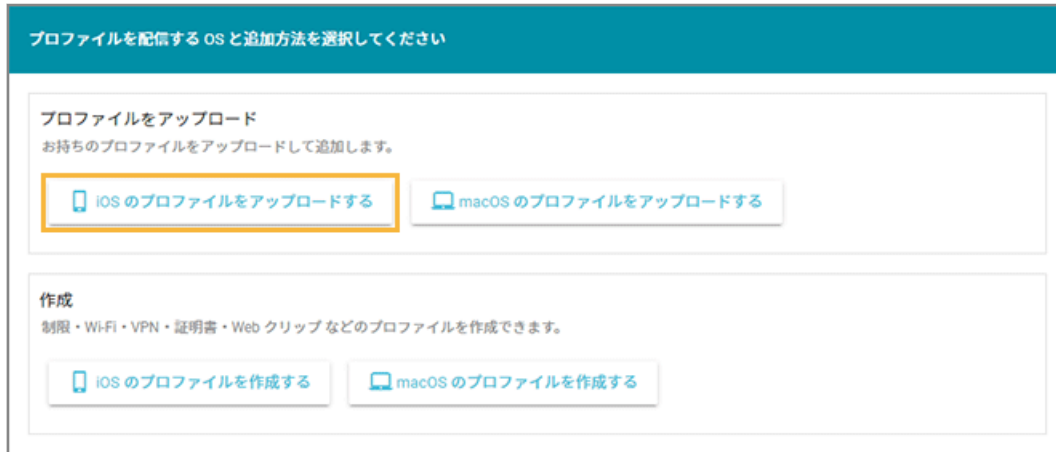 プロファイルを配信する OS と追加方法を選択してください
プロファイルをアップロード
お持ちのプロファイルをアップロードして追加します。
iOS のプロファイルをアップロードする
macOS のプロファイルをアップロードする
作成
制限・Wi-Fi・VPN・証明書・Web クリップ などのプロファイルを作成できます。
iOS のプロファイルを作成する
macOS のプロファイルを作成する